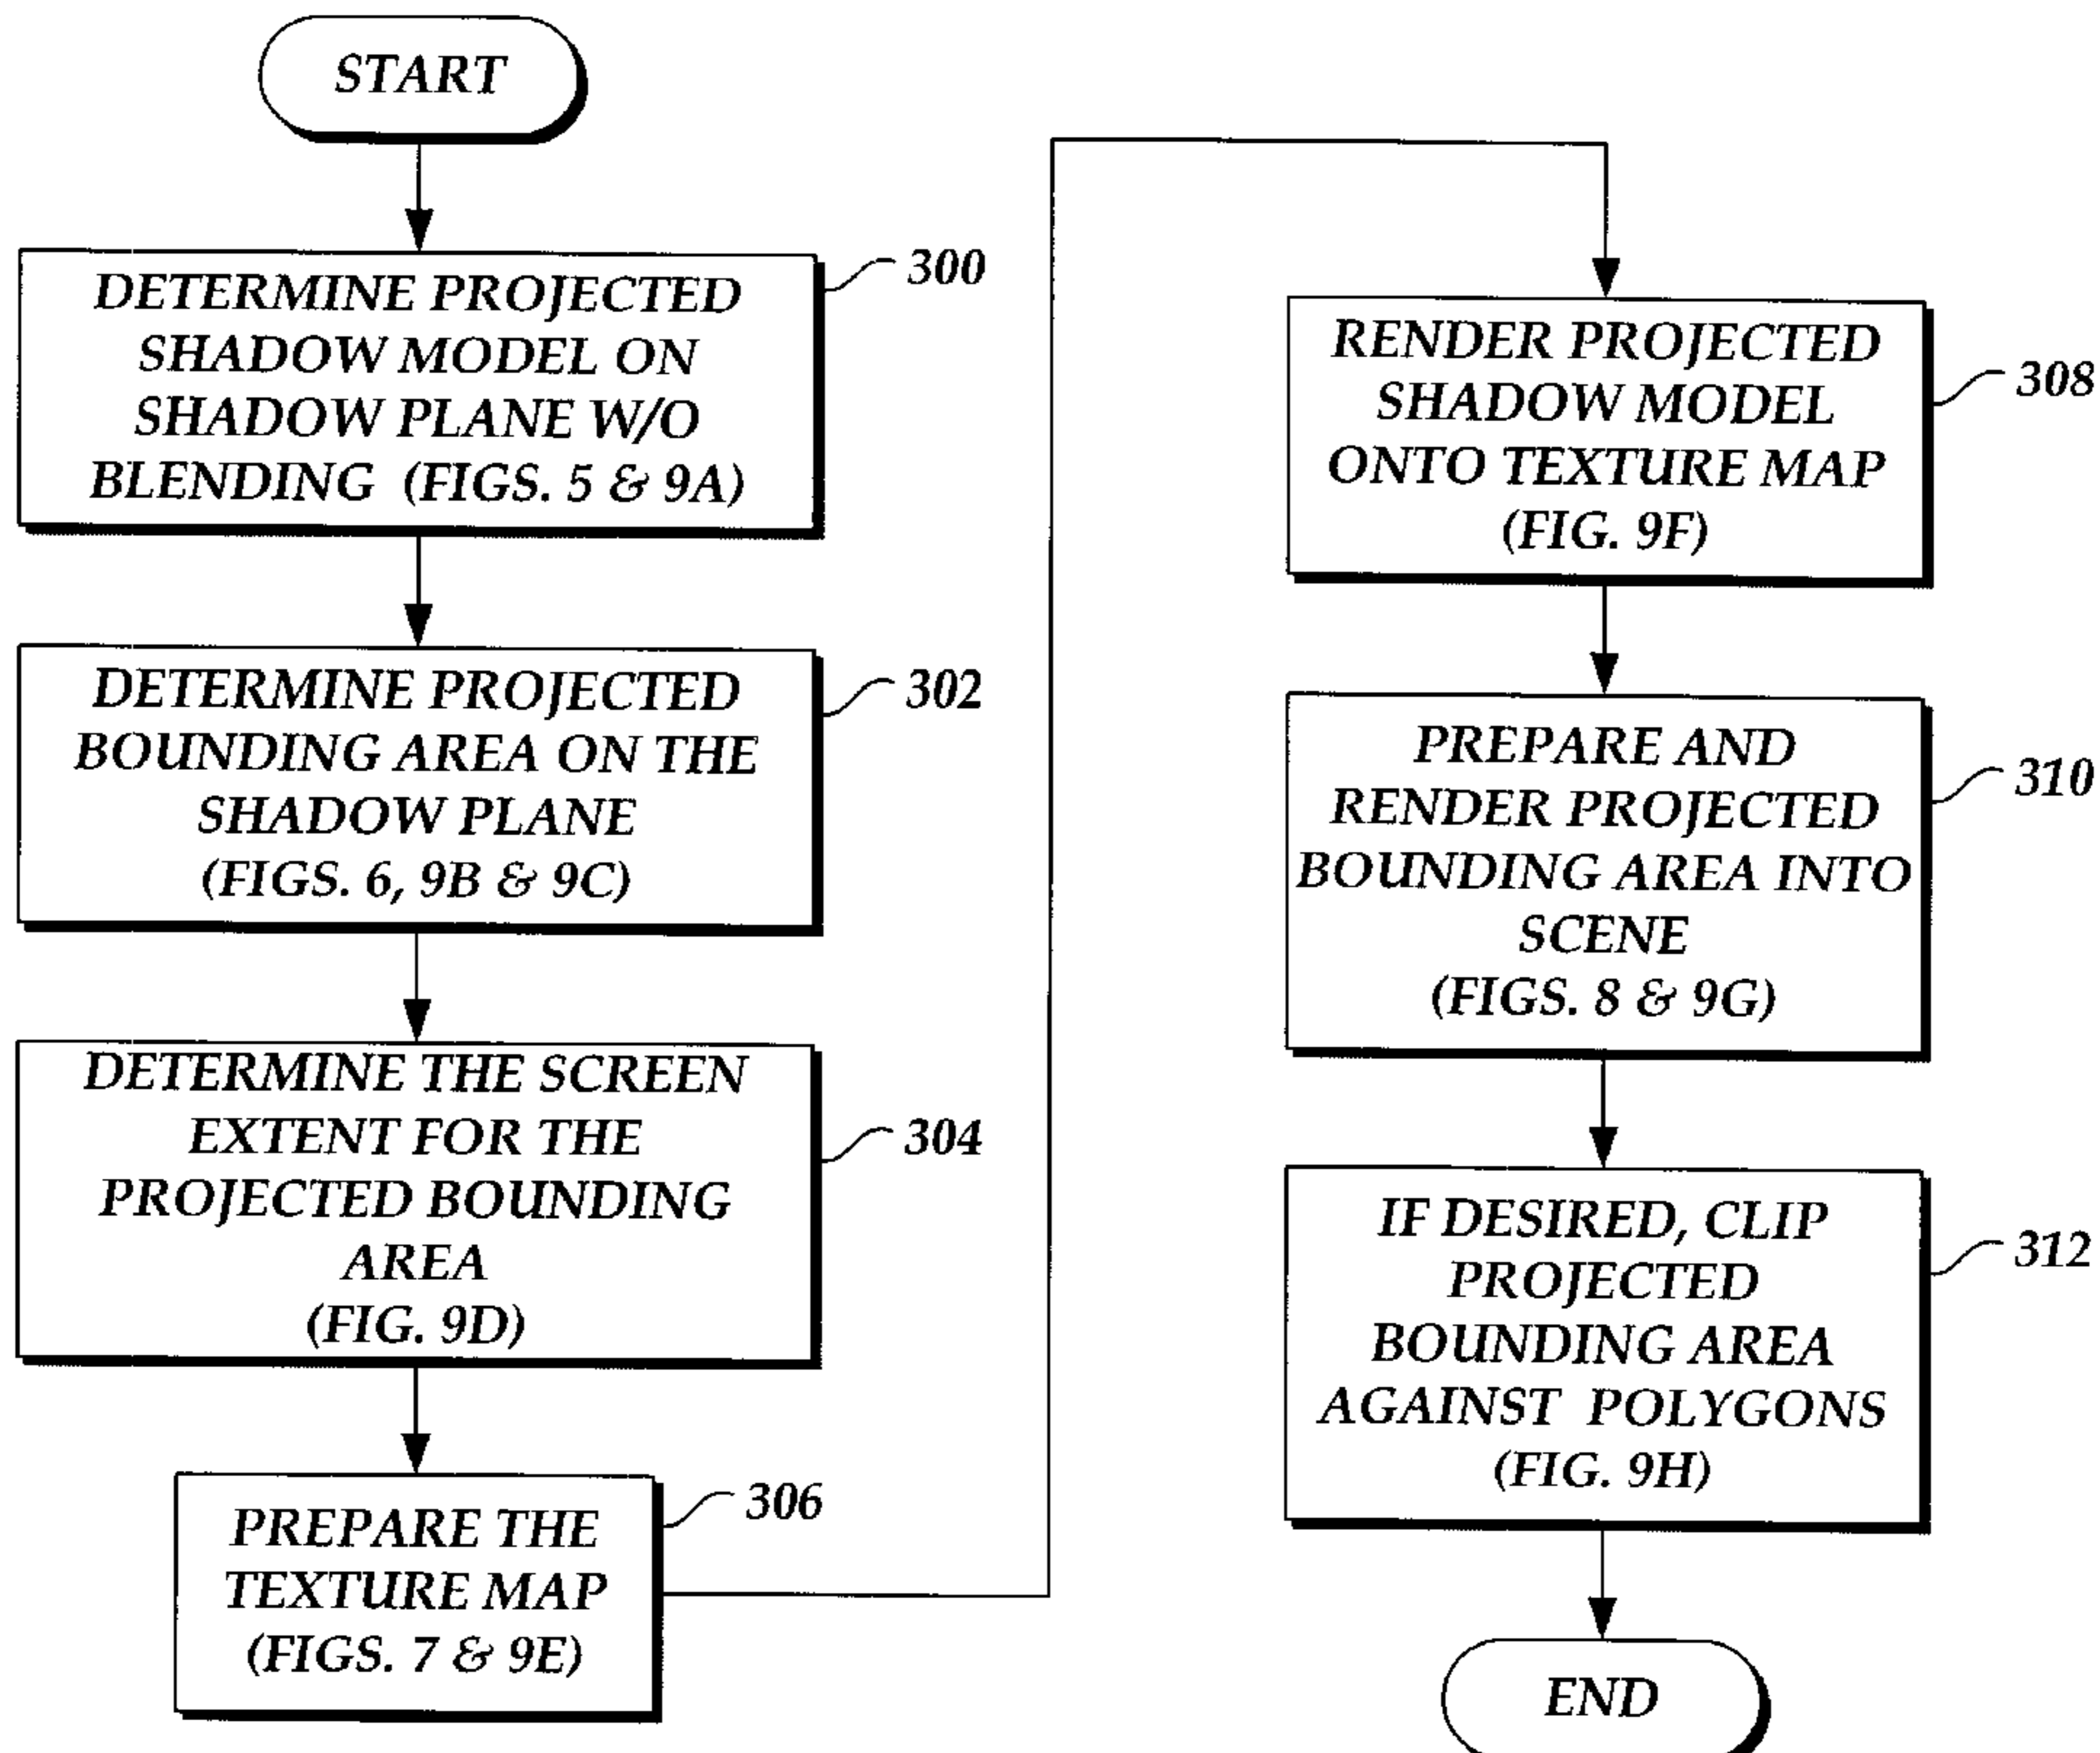 START
DETERMINE PROJECTED
SHADOW MODEL ON
SHADOW PLANE W/O
BLENDING (FIGS. 5 & 9A)
300
DETERMINE PROJECTED
BOUNDING AREA ON THE
SHADOW PLANE
(FIGS. 6, 9B & 9C)
302
DETERMINE THE SCREEN
EXTENT FOR THE
PROJECTED BOUNDING
AREA
(FIG. 9D)
304
PREPARE THE
TEXTURE MAP
(FIGS. 7 & 9E)
306
RENDER PROJECTED
SHADOW MODEL
ONTO TEXTURE MAP
(FIG. 9F)
308
PREPARE AND
RENDER PROJECTED
BOUNDING AREA INTO
SCENE
(FIGS. 8 & 9G)
310
IF DESIRED, CLIP
PROJECTED
BOUNDING AREA
AGAINST POLYGONS
(FIG. 9H)
312
END